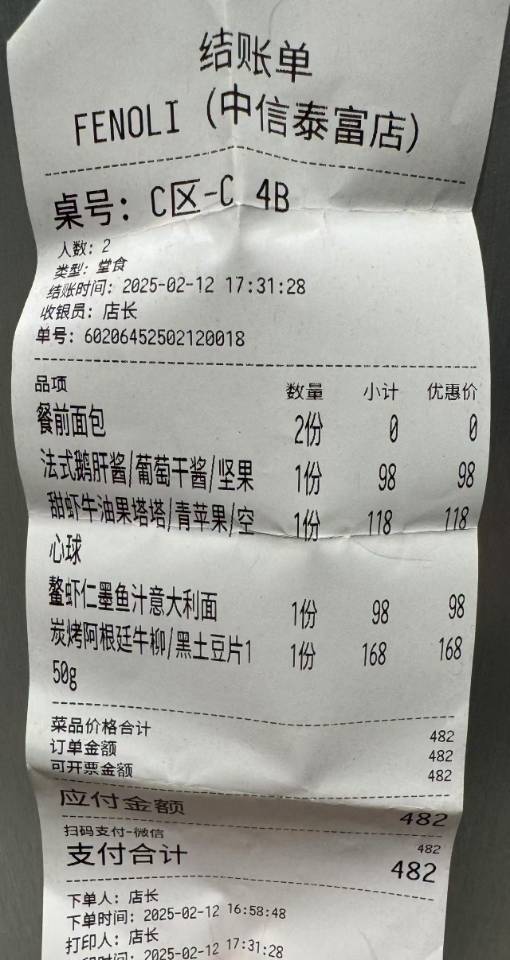 结账单
FENOLI (中信泰富店)
桌号: C区-C 4B
人数: 2
类型: 堂食
结账时间: 2025-02-12 17:31:28
收银员: 店长
单号: 60206452502120018
品项 数量 小计 优惠价
餐前面包 2份 0 0
法式鹅肝酱/葡萄干酱/坚果 1份 98 98
甜虾牛油果塔塔/青苹果/空 1份 118 118
心球
鳌虾仁墨鱼汁意大利面 1份 98 98
炭烤阿根廷牛柳/黑土豆片1 1份 168 168
50g
菜品价格合计 482
订单金额 482
可开票金额 482
应付金额 482
扫码支付-微信 482
支付合计 482
下单人: 店长
下单时间: 2025-02-12 16:58:48
打印人: 店长
印时间: 2025-02-12 17:31:28